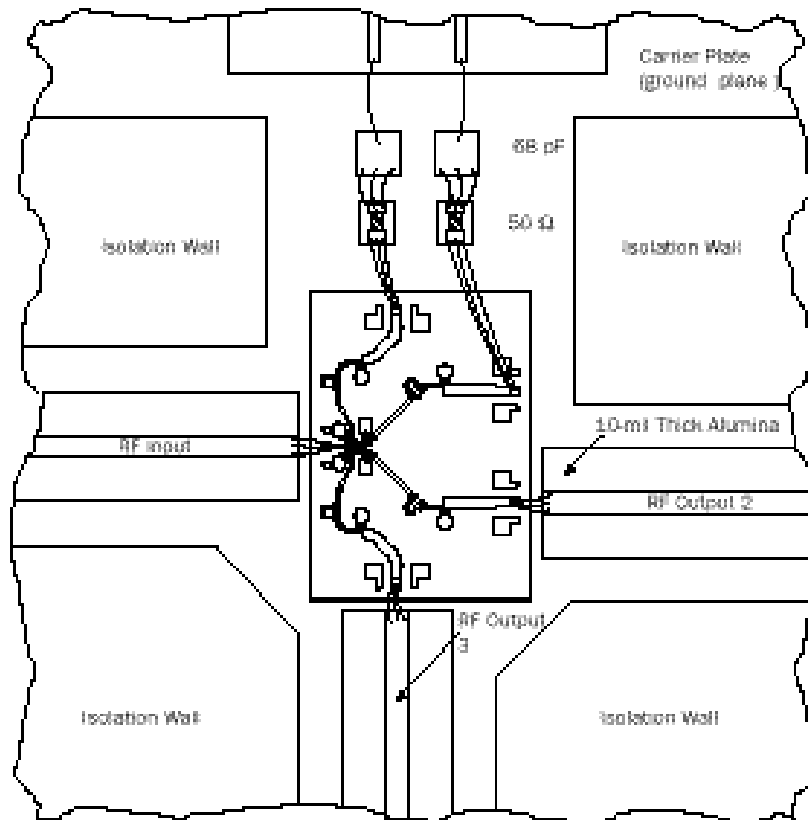 Carrier Plate
(ground plane)
68 pF
50 Ω
Isolation Wall
Isolation Wall
10-mil Thick Alumina
RF Input
RF Output 2
RF Output
3
Isolation Wall
Isolation Wall